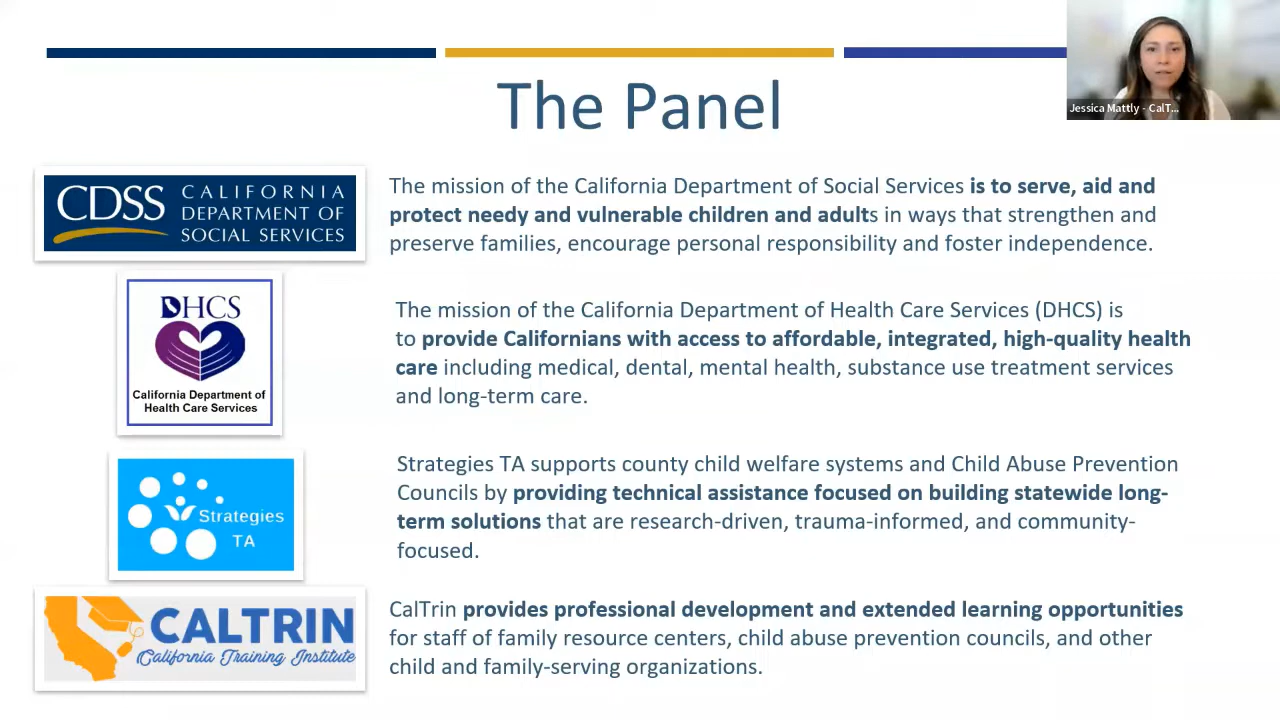 The Panel
Jessica Mattly - CalT...
CDSS CALIFORNIA
DEPARTMENT OF
SOCIAL SERVICES
The mission of the California Department of Social Services is to serve, aid and
protect needy and vulnerable children and adults in ways that strengthen and
preserve families, encourage personal responsibility and foster independence.
DHCS
California Department of
Health Care Services
The mission of the California Department of Health Care Services (DHCS) is
to provide Californians with access to affordable, integrated, high-quality health
care including medical, dental, mental health, substance use treatment services
and long-term care.
Strategies
TA
Strategies TA supports county child welfare systems and Child Abuse Prevention
Councils by providing technical assistance focused on building statewide long-
term solutions that are research-driven, trauma-informed, and community-
focused.
CALTRIN
California Training Institute
CalTrin provides professional development and extended learning opportunities
for staff of family resource centers, child abuse prevention councils, and other
child and family-serving organizations.